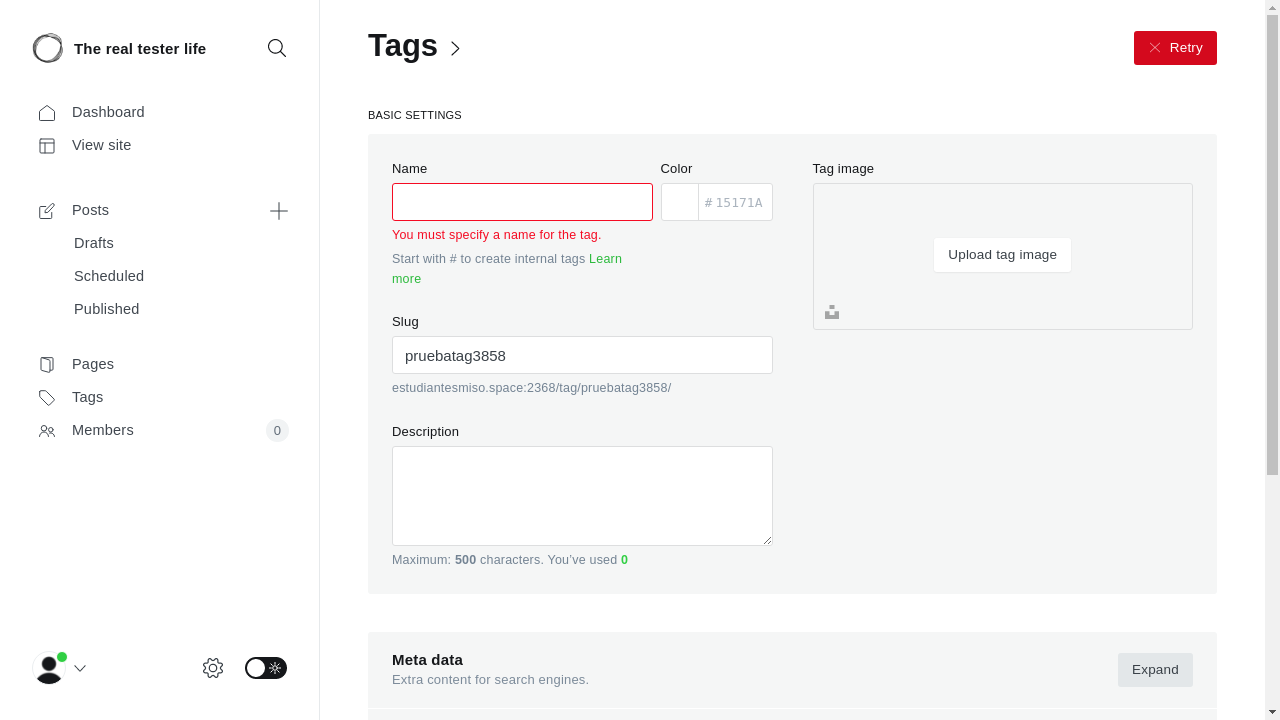 The real tester life
Dashboard
View site
Posts
Drafts
Scheduled
Published
Pages
Tags
Members 0
Tags
Retry
BASIC SETTINGS
Name
Color
# 15171A
You must specify a name for the tag.
Start with # to create internal tags Learn
more
Slug
pruebatag3858
estudiantesmiso.space:2368/tag/pruebatag3858/
Description
Maximum: 500 characters. You’ve used 0
Tag image
Upload tag image
Meta data
Extra content for search engines.
Expand